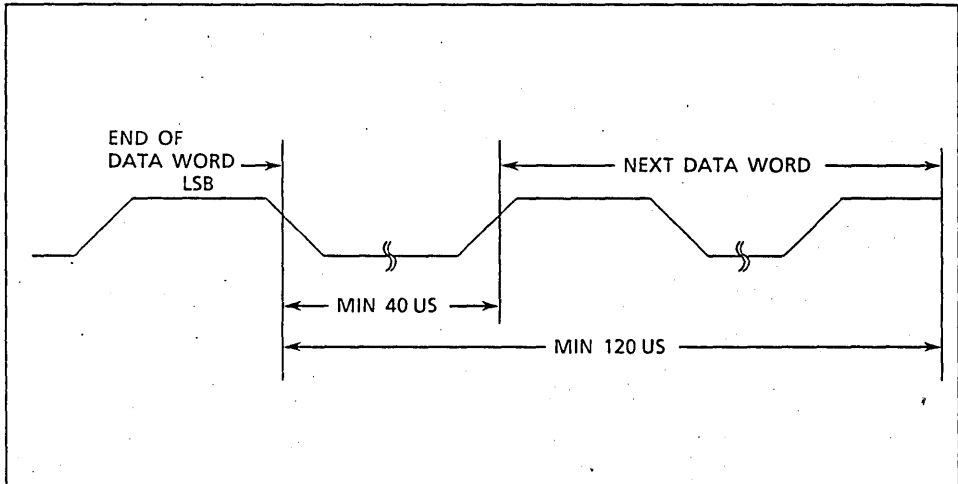 END OF
DATA WORD
LSB
NEXT DATA WORD
MIN 40 US
MIN 120 US